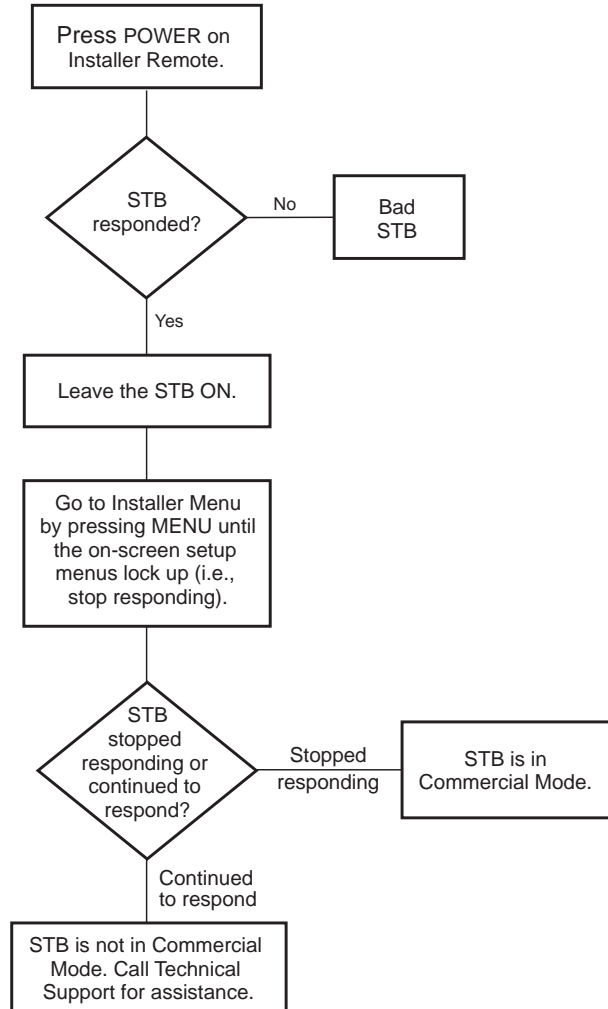 Press POWER on
Installer Remote.
STB
responded?
No
Bad
STB
Yes
Leave the STB ON.
Go to Installer Menu
by pressing MENU until
the on-screen setup
menus lock up (i.e.,
stop responding).
STB
stopped
responding or
continued to
respond?
Stopped
responding
STB is in
Commercial Mode.
Continued
to respond
STB is not in Commercial
Mode. Call Technical
Support for assistance.